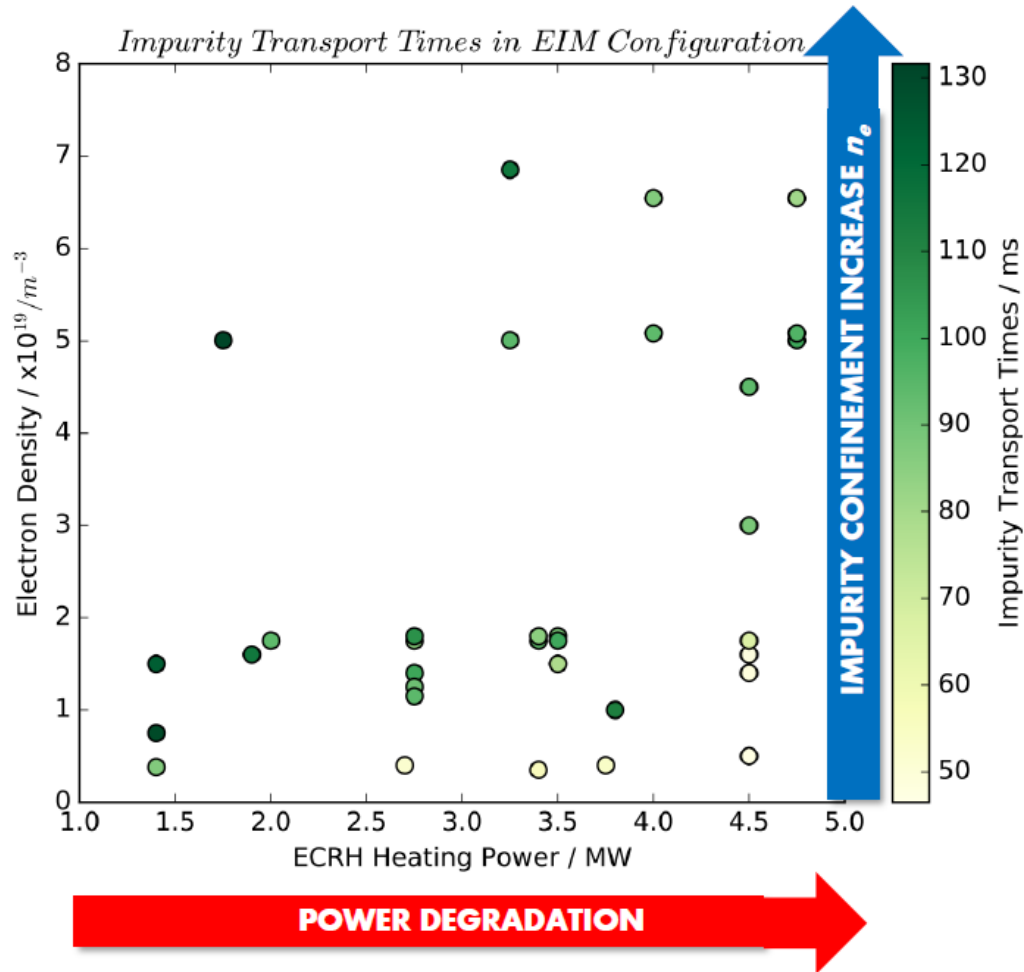 Impurity Transport Times in EIM Configuration
8
7
6
5
4
3
2
1
0
Electron Density / x10^{19}/m^{-3}
1.0 1.5 2.0 2.5 3.0 3.5 4.0 4.5 5.0
ECRH Heating Power / MW
IMPURITY CONFINEMENT INCREASE n_e
130
120
110
100
90
80
70
60
50
Impurity Transport Times / ms
POWER DEGRADATION